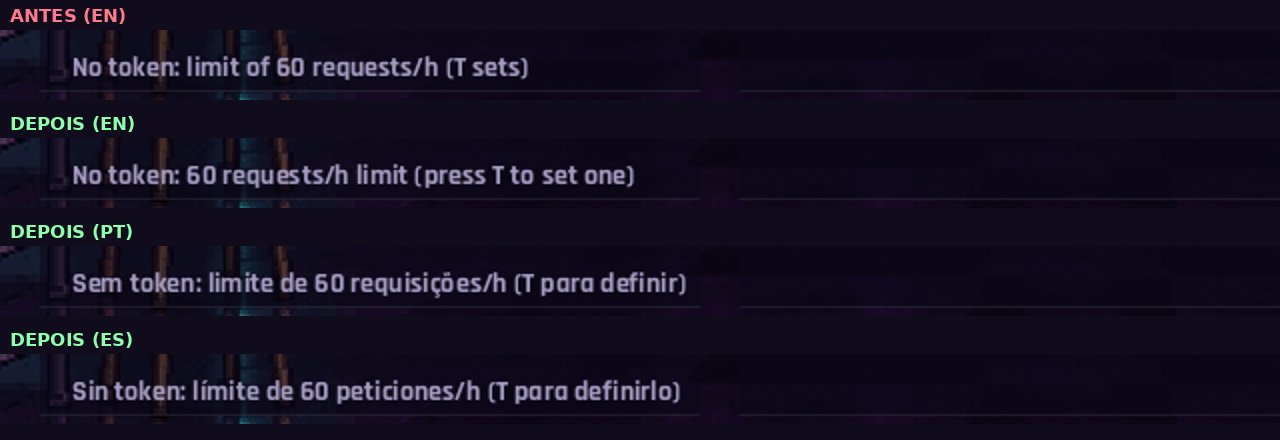 ANTES (EN)
No token: limit of 60 requests/h (T sets)
DEPOIS (EN)
No token: 60 requests/h limit (press T to set one)
DEPOIS (PT)
Sem token: limite de 60 requisições/h (T para definir)
DEPOIS (ES)
Sin token: límite de 60 peticiones/h (T para definirlo)